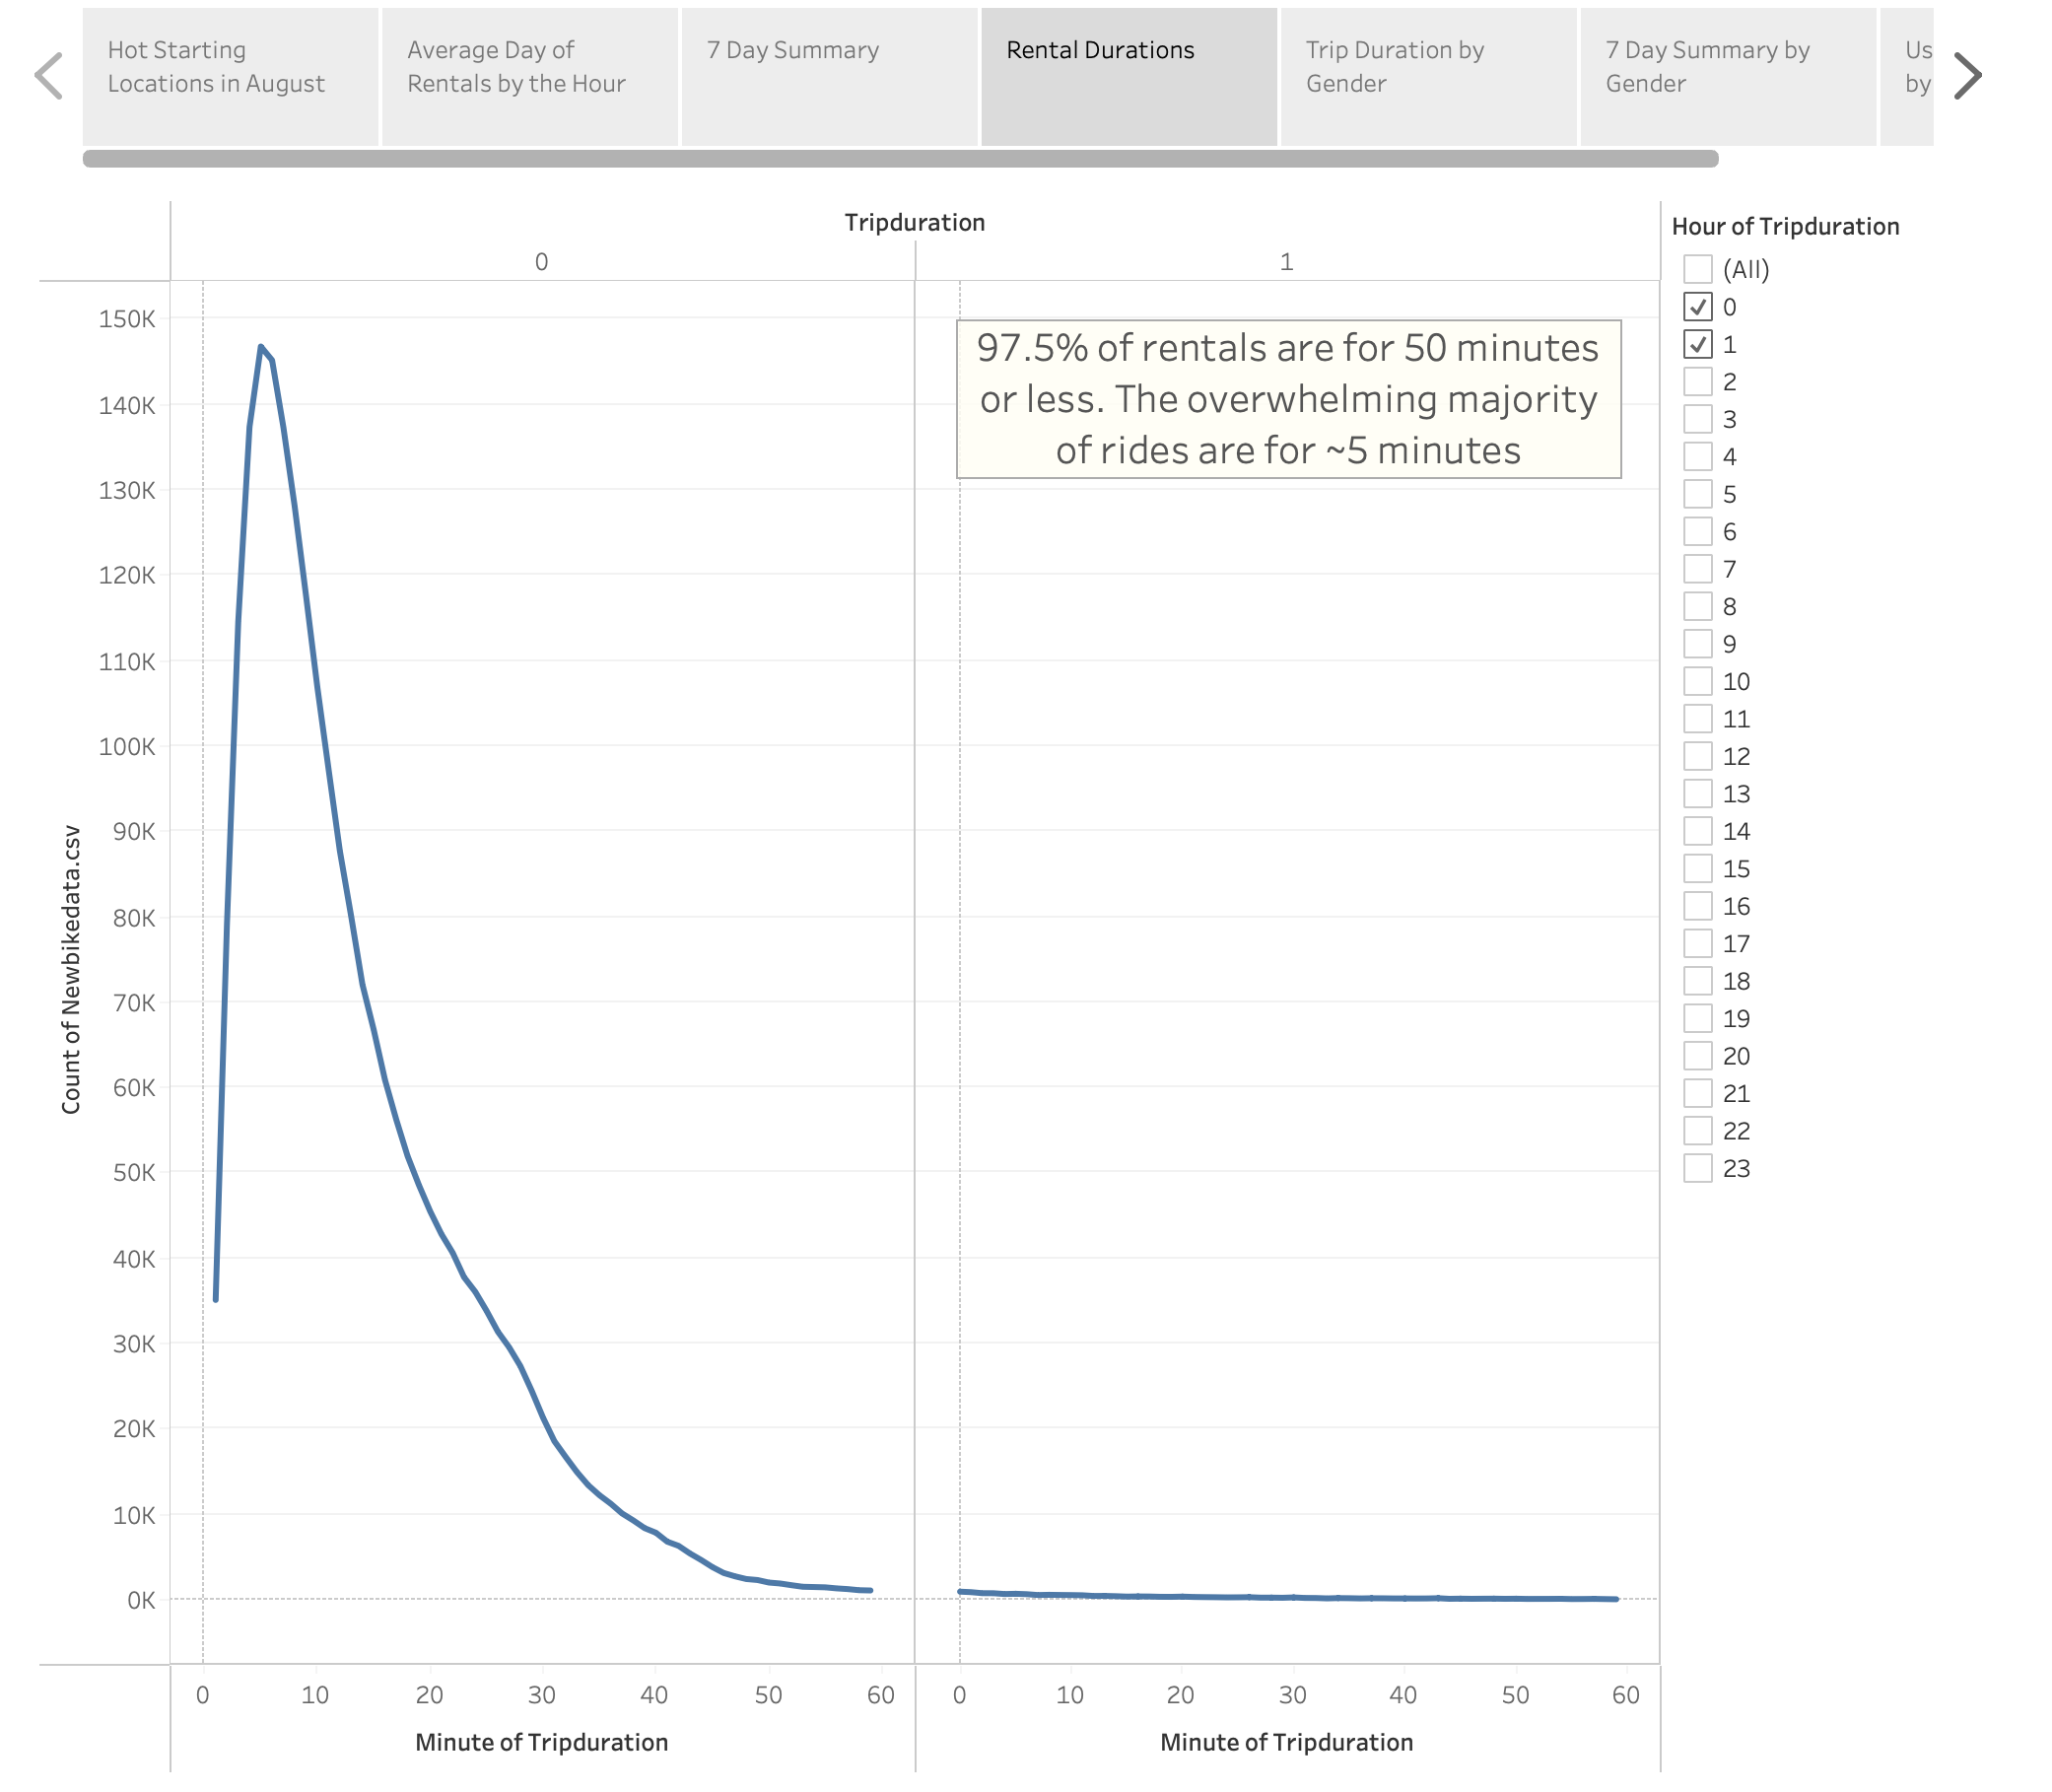 Hot Starting
Locations in August
Average Day of
Rentals by the Hour
7 Day Summary
Rental Durations
Trip Duration by
Gender
7 Day Summary by
Gender
Us
by
Tripduration
0
1
150K
140K
130K
120K
110K
100K
90K
80K
70K
60K
50K
40K
30K
20K
10K
0K
Count of Newbikedata.csv
97.5% of rentals are for 50 minutes
or less. The overwhelming majority
of rides are for ~5 minutes
0 10 20 30 40 50 60
0 10 20 30 40 50 60
Minute of Tripduration
Minute of Tripduration
Hour of Tripduration
(All)
0
1
2
3
4
5
6
7
8
9
10
11
12
13
14
15
16
17
18
19
20
21
22
23